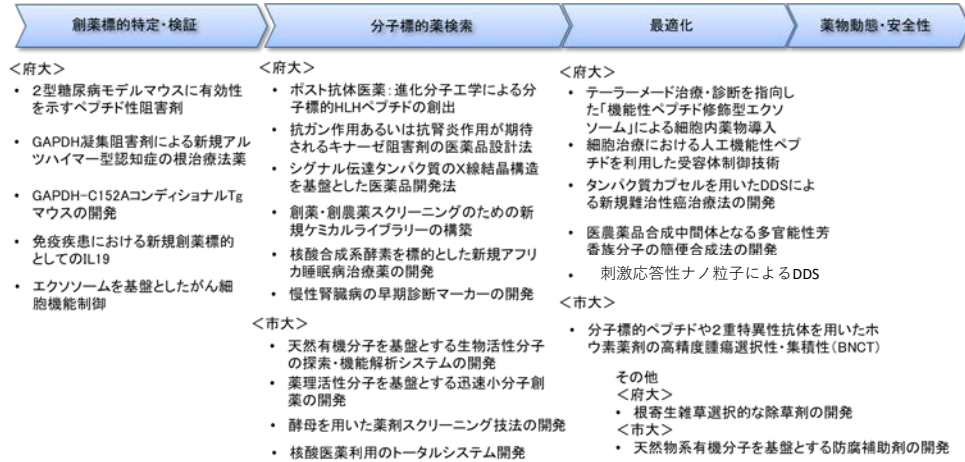 創薬標的特定・検証
分子標的薬検索
最適化
薬物動態・安全性
＜府大＞
• 2型糖尿病モデルマウスに有効性
を示すペプチド性阻害剤
• GAPDH凝集阻害剤による新規アル
ツハイマー型認知症の根治療法薬
• GAPDH-C152AコンディショナルTg
マウスの開発
• 免疫疾患における新規創薬標的
としてのIL19
• エクソソームを基盤としたがん細
胞機能制御
＜府大＞
• ポスト抗体医薬：進化分子工学による分
子標的HLHペプチドの創出
• 抗ガン作用あるいは抗腎炎作用が期待
されるキナーゼ阻害剤の医薬品設計法
• シグナル伝達タンパク質のX線結晶構造
を基盤とした医薬品開発法
• 創薬・創農薬スクリーニングのための新
規ケミカルライブラリーの構築
• 核酸合成系酵素を標的とした新規アフリ
カ睡眠病治療薬の開発
• 慢性腎臓病の早期診断マーカーの開発
＜市大＞
• 天然有機分子を基盤とする生物活性分子
の探索・機能解析システムの開発
• 薬理活性分子を基盤とする迅速小分子創
薬の開発
• 酵母を用いた薬剤スクリーニング技法の開発
• 核酸医薬利用のトータルシステム開発
＜府大＞
• テーラーメード治療・診断を指向し
た「機能性ペプチド修飾型エクソ
ソーム」による細胞内薬物導入
• 細胞治療における人工機能性ペプ
チドを利用した受容体制御技術
• タンパク質カプセルを用いたDDSによ
る新規難治性癌治療法の開発
• 医農薬品合成中間体となる多官能性芳
香族分子の簡便合成法の開発
• 刺激応答性ナノ粒子によるDDS
＜市大＞
• 分子標的ペプチドや2重特異性抗体を用いたホ
ウ素薬剤の高精度腫瘍選択性・集積性(BNCT)
その他
＜府大＞
• 根寄生雑草選択的な除草剤の開発
＜市大＞
• 天然物系有機分子を基盤とする防腐補助剤の開発